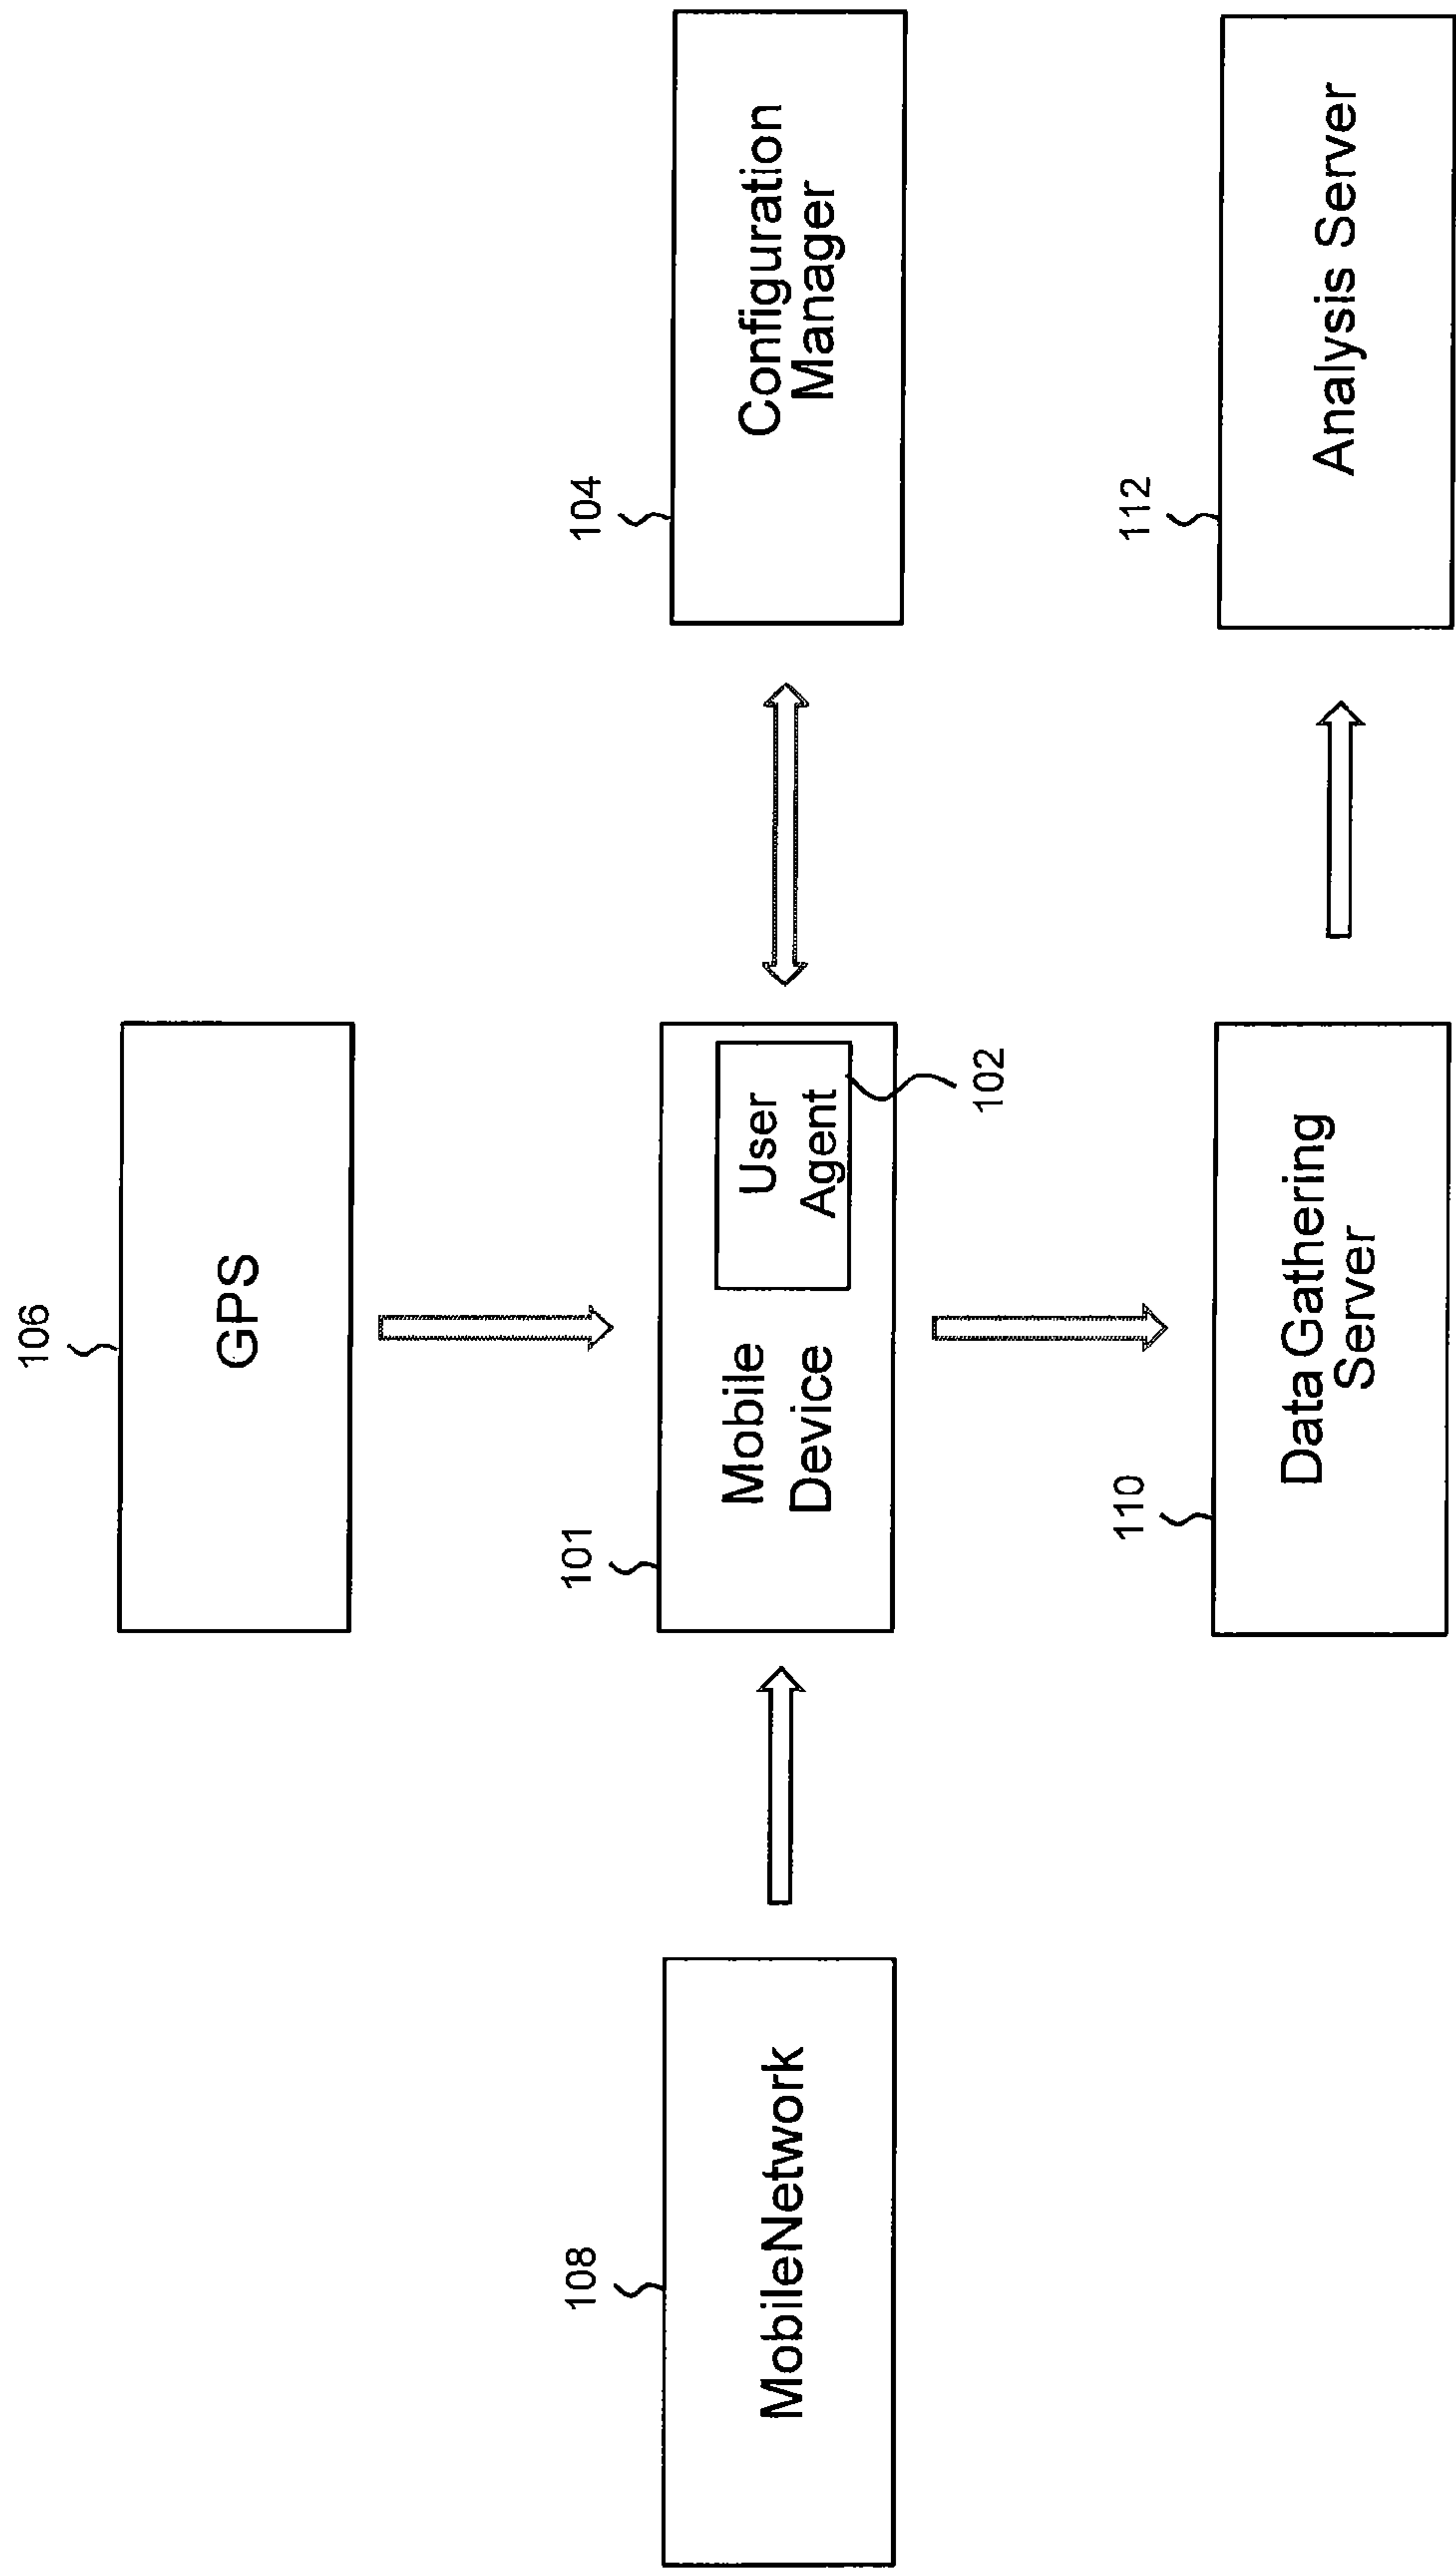 106
GPS
108
MobileNetwork
101
Mobile
Device
User
Agent
102
104
Configuration
Manager
110
Data Gathering
Server
112
Analysis Server